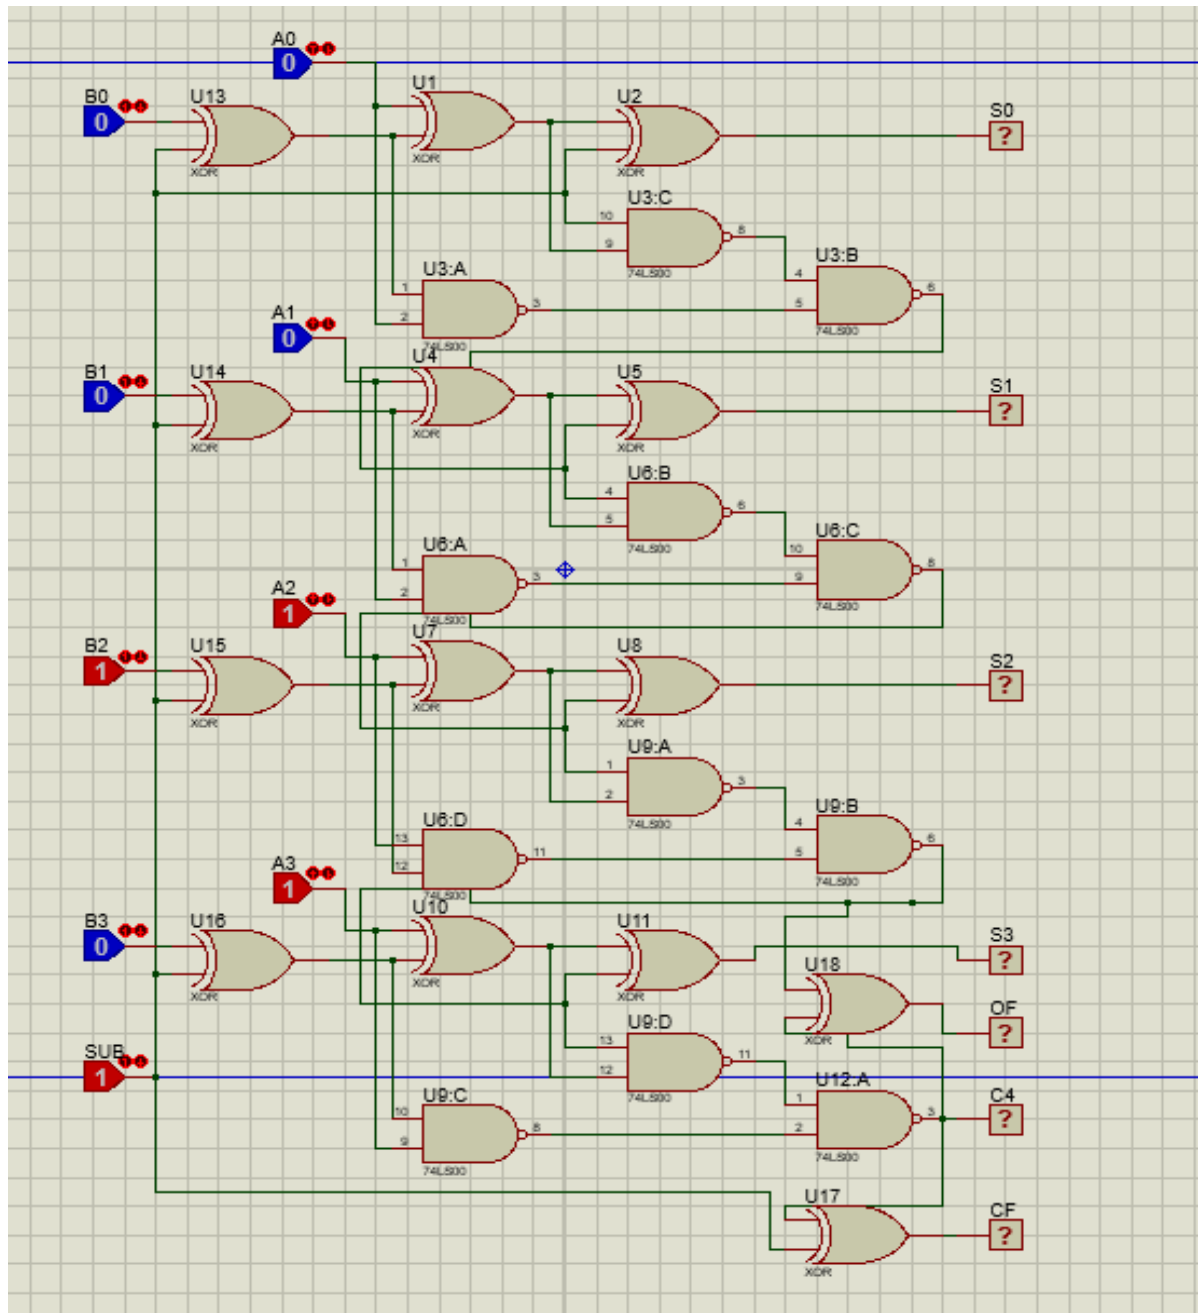 A0
0
B0
0
U13
XOR
U1
XOR
U2
XOR
S0
?
U3:C
10
9
8
74LS00
U3:A
1
2
3
74LS00
U3:B
4
5
6
74LS00
A1
0
B1
0
U14
XOR
U4
XOR
U5
XOR
S1
?
U6:B
4
5
6
74LS00
U6:A
1
2
3
74LS00
U6:C
10
9
8
74LS00
A2
1
B2
1
U15
XOR
U7
XOR
U8
XOR
S2
?
U9:A
1
2
3
74LS00
U6:D
13
12
11
74LS00
U9:B
4
5
6
74LS00
A3
1
B3
0
U16
XOR
U10
XOR
U11
XOR
S3
?
U18
XOR
OF
?
U9:D
13
12
11
74LS00
SUB
1
U9:C
10
9
8
74LS00
U12:A
1
2
3
74LS00
C4
?
U17
XOR
CF
?